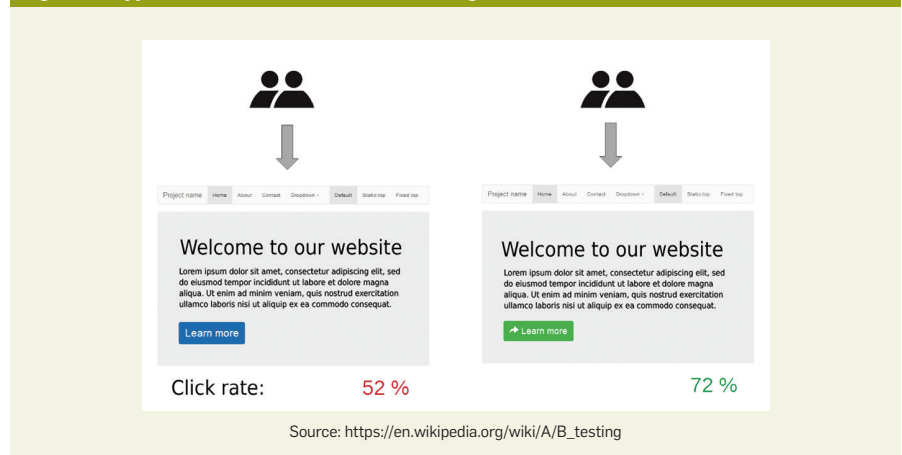 Project name Home About Contact Dropdown Default Static top Fixed top
Welcome to our website
Lorem ipsum dolor sit amet, consectetur adipiscing elit, sed
do eiusmod tempor incididunt ut labore et dolore magna
aliqua. Ut enim ad minim veniam, quis nostrud exercitation
ullamco laboris nisi ut aliquip ex ea commodo consequat.
Learn more
Project name Home About Contact Dropdown Default Static top Fixed top
Welcome to our website
Lorem ipsum dolor sit amet, consectetur adipiscing elit, sed
do eiusmod tempor incididunt ut labore et dolore magna
aliqua. Ut enim ad minim veniam, quis nostrud exercitation
ullamco laboris nisi ut aliquip ex ea commodo consequat.
Learn more
Click rate: 52 % 72 %
Source: https://en.wikipedia.org/wiki/A/B_testing